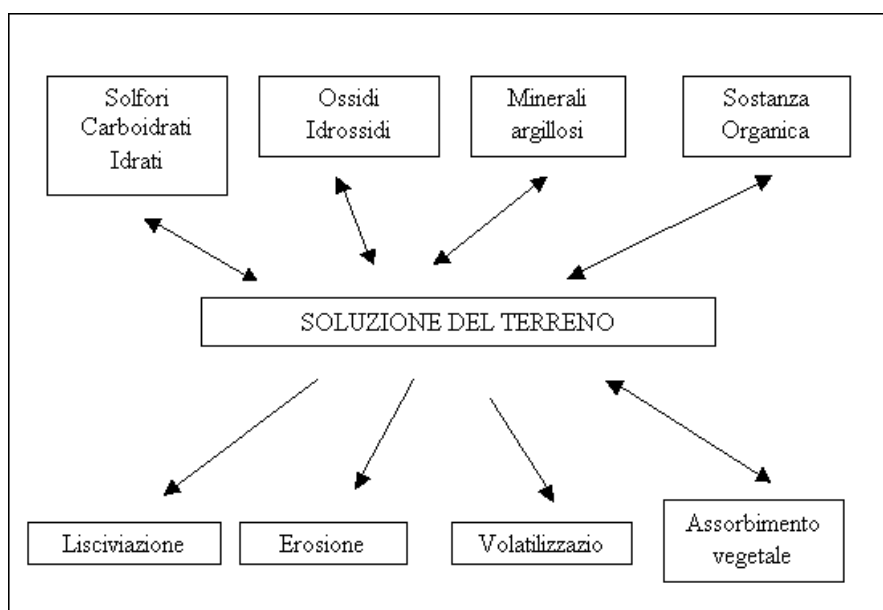 Solfori
Carboidrati
Idrati
Ossidi
Idrossidi
Minerali
argillosi
Sostanza
Organica
SOLUZIONE DEL TERRENO
Lisciviazione
Erosione
Volatilizzazio
Assorbimento
vegetale